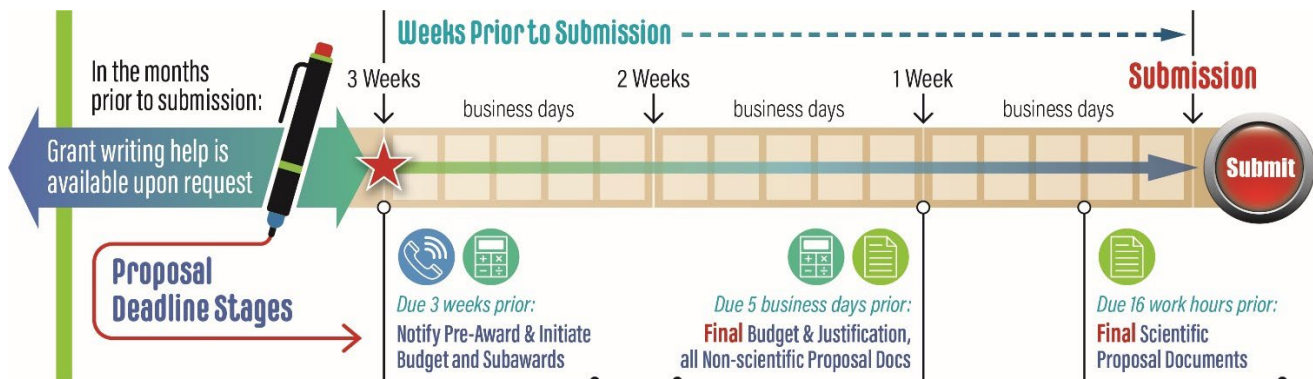 Weeks Prior to Submission
In the months
prior to submission:
3 Weeks
2 Weeks
1 Week
Submission
business days
business days
business days
Grant writing help is
available upon request
Submit
Proposal
Deadline Stages
Due 3 weeks prior:
Notify Pre-Award & Initiate
Budget and Subawards
Due 5 business days prior:
Final Budget & Justification,
all Non-scientific Proposal Docs
Due 16 work hours prior:
Final Scientific
Proposal Documents